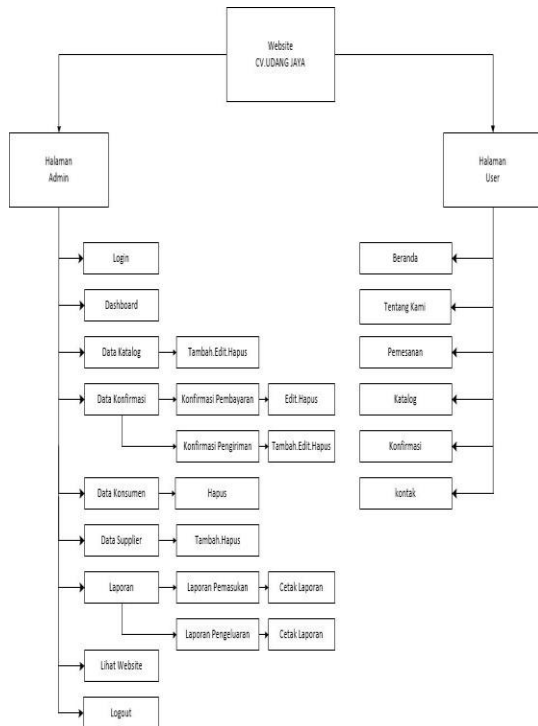 Website
CV.UDANG JAYA
Halaman
Admin
Halaman
User
Login
Beranda
Dashboard
Tentang Kami
Data Katalog
Tambah.Edit.Hapus
Pemesanan
Data Konfirmasi
Konfirmasi Pembayaran
Edit.Hapus
Katalog
Konfirmasi Pengiriman
Tambah.Edit.Hapus
Konfirmasi
Data Konsumen
Hapus
kontak
Data Supplier
Tambah.Hapus
Laporan
Laporan Pemasukan
Cetak Laporan
Laporan Pengeluaran
Cetak Laporan
Lihat Website
Logout